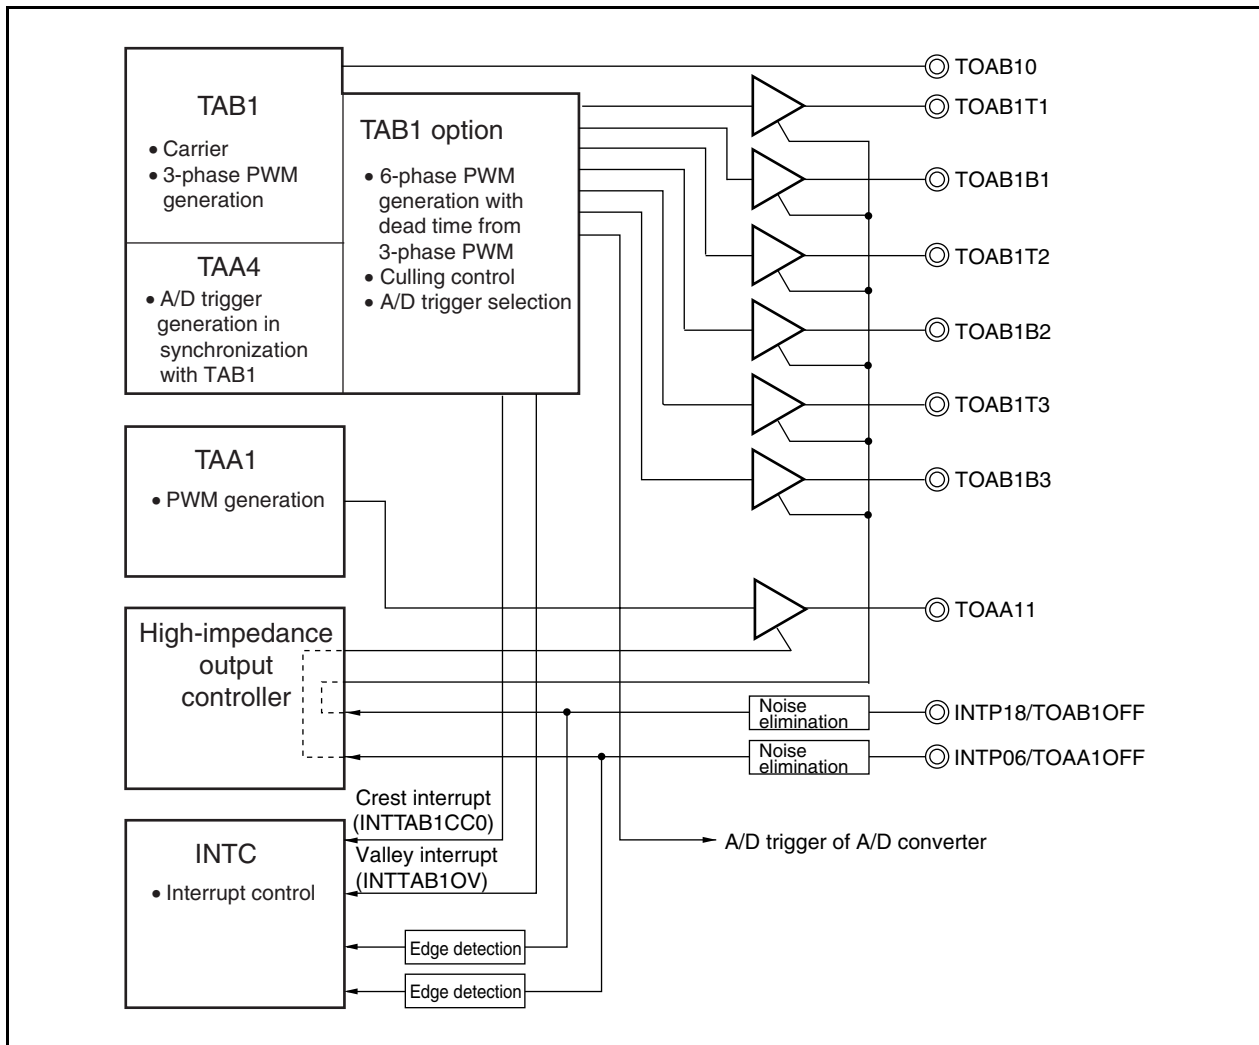 TAB1
• Carrier
• 3-phase PWM
generation
TAA4
• A/D trigger
generation in
synchronization
with TAB1
TAB1 option
• 6-phase PWM
generation with
dead time from
3-phase PWM
• Culling control
• A/D trigger selection
TOAB10
TOAB1T1
TOAB1B1
TOAB1T2
TOAB1B2
TOAB1T3
TOAB1B3
TAA1
• PWM generation
TOAA11
High-impedance
output
controller
Noise
elimination
INTP18/TOAB1OFF
Noise
elimination
INTP06/TOAA1OFF
Crest interrupt
(INTTAB1CC0)
Valley interrupt
(INTTAB1OV)
A/D trigger of A/D converter
INTC
• Interrupt control
Edge detection
Edge detection